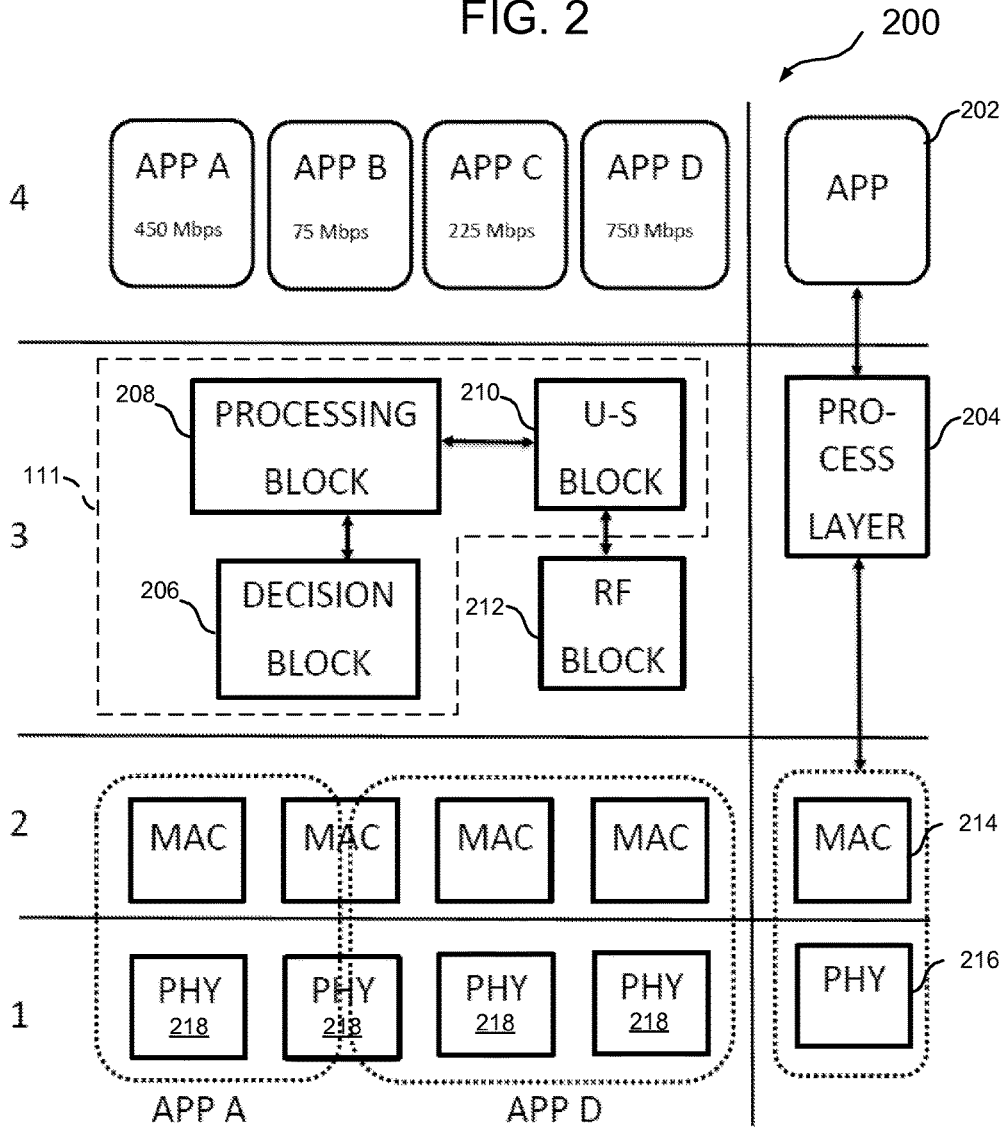 FIG. 2
200
202
4
APP A
450 Mbps
APP B
75 Mbps
APP C
225 Mbps
APP D
750 Mbps
APP
3
111
208
PROCESSING
BLOCK
210
U-S
BLOCK
206
DECISION
BLOCK
212
RF
BLOCK
PRO-
CESS
LAYER
204
2
MAC
MAC
MAC
MAC
MAC
214
1
PHY
218
PHY
218
PHY
218
PHY
218
PHY
216
APP A
APP D